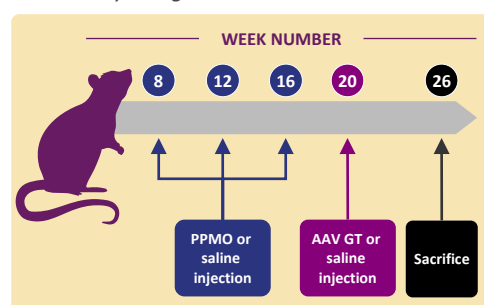 WEEK NUMBER
8 12 16 20 26
PPMO or
saline
injection
AAV GT or
saline
injection
Sacrifice